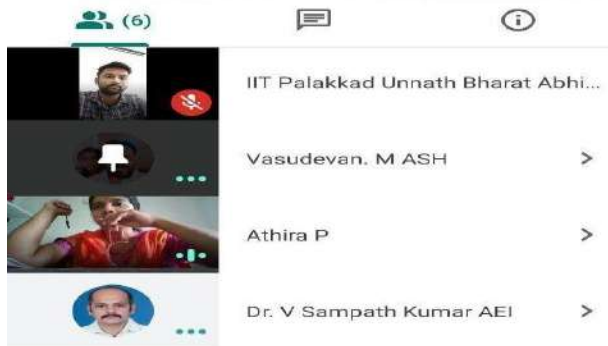 (6)
IIT Palakkad Unnath Bharat Abhi...
Vasudevan. M ASH
Athira P
Dr. V Sampath Kumar AEI